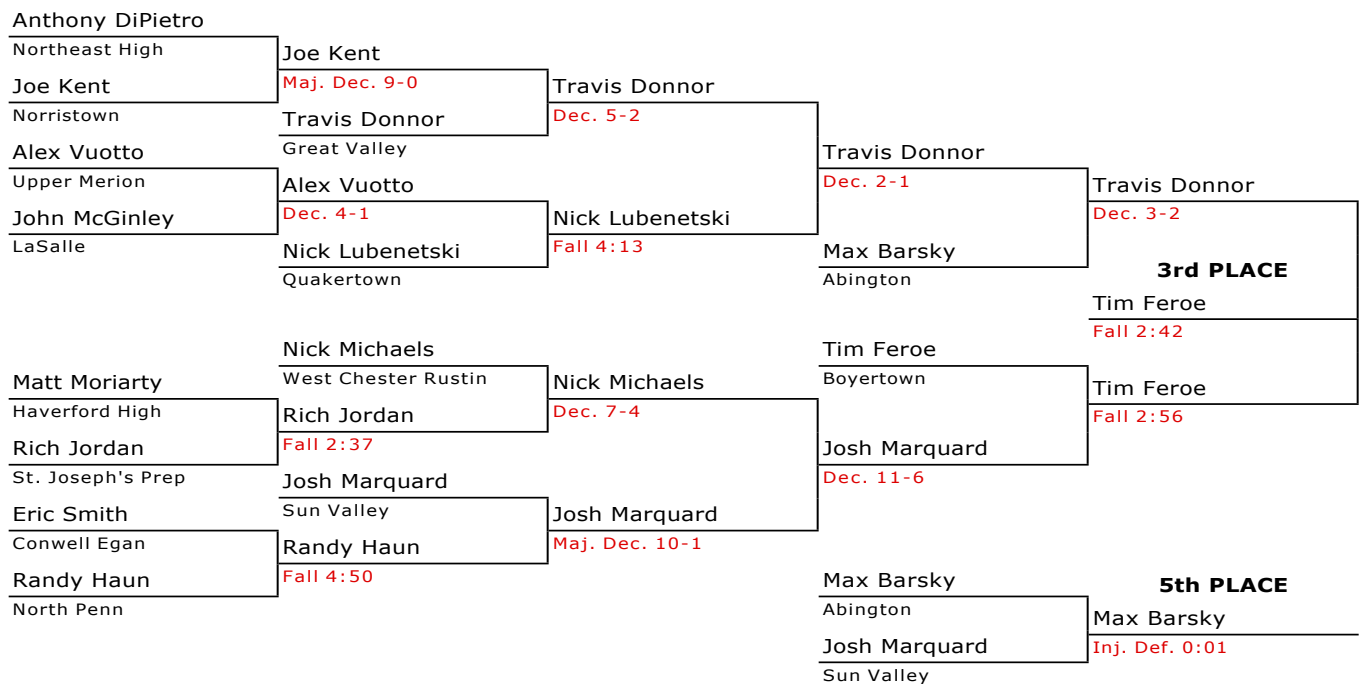 Anthony DiPietro
Northeast High
Joe Kent
Joe Kent
Maj. Dec. 9-0
Travis Donnor
Norristown
Travis Donnor
Dec. 5-2
Alex Vuotto
Great Valley
Travis Donnor
Upper Merion
Alex Vuotto
Dec. 2-1
Travis Donnor
John McGinley
Dec. 4-1
Nick Lubenetski
Dec. 3-2
LaSalle
Nick Lubenetski
Fall 4:13
Max Barsky
3rd PLACE
Quakertown
Abington
Tim Feroe
Fall 2:42
Nick Michaels
Tim Feroe
Matt Moriarty
West Chester Rustin
Nick Michaels
Boyertown
Tim Feroe
Haverford High
Rich Jordan
Dec. 7-4
Fall 2:56
Rich Jordan
Fall 2:37
Josh Marquard
St. Joseph's Prep
Josh Marquard
Dec. 11-6
Eric Smith
Sun Valley
Josh Marquard
Conwell Egan
Randy Haun
Maj. Dec. 10-1
Randy Haun
Fall 4:50
Max Barsky
5th PLACE
North Penn
Abington
Max Barsky
Josh Marquard
Inj. Def. 0:01
Sun Valley